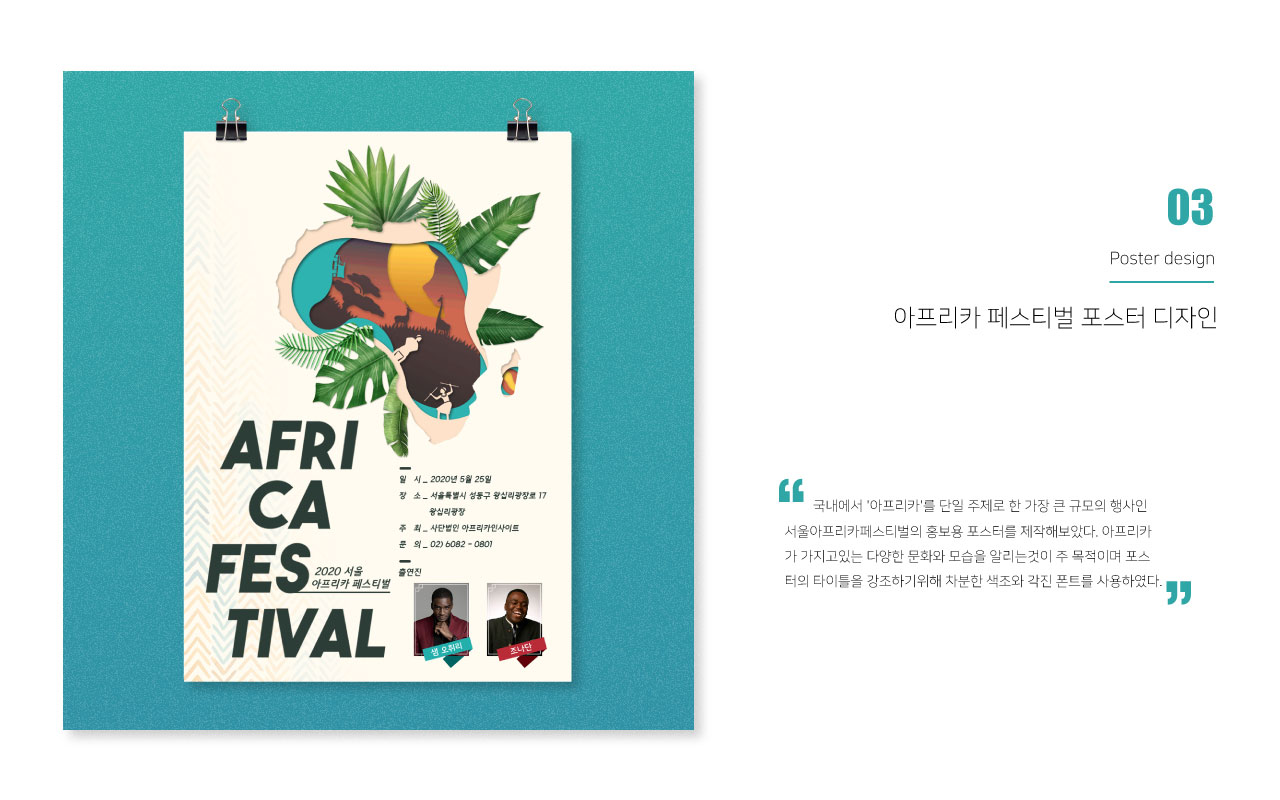 AFRI
CA
FES
TIVAL
2020 서울
아프리카 페스티벌
일 시 _ 2020년 5월 25일
장 소 _ 서울특별시 성동구 왕십리광장로 17
왕십리광장
주 최 _ 사단법인 아프리카인사이트
문 의 _ 02) 6082 - 0801
출연진
샘 오취리
조나단
03
Poster design
아프리카 페스티벌 포스터 디자인
“ 국내에서 '아프리카'를 단일 주제로 한 가장 큰 규모의 행사인
서울아프리카페스티벌의 홍보용 포스터를 제작해보았다. 아프리카
가 가지고있는 다양한 문화와 모습을 알리는것이 주 목적이며 포스
터의 타이틀을 강조하기위해 차분한 색조와 각진 폰트를 사용하였다. ”